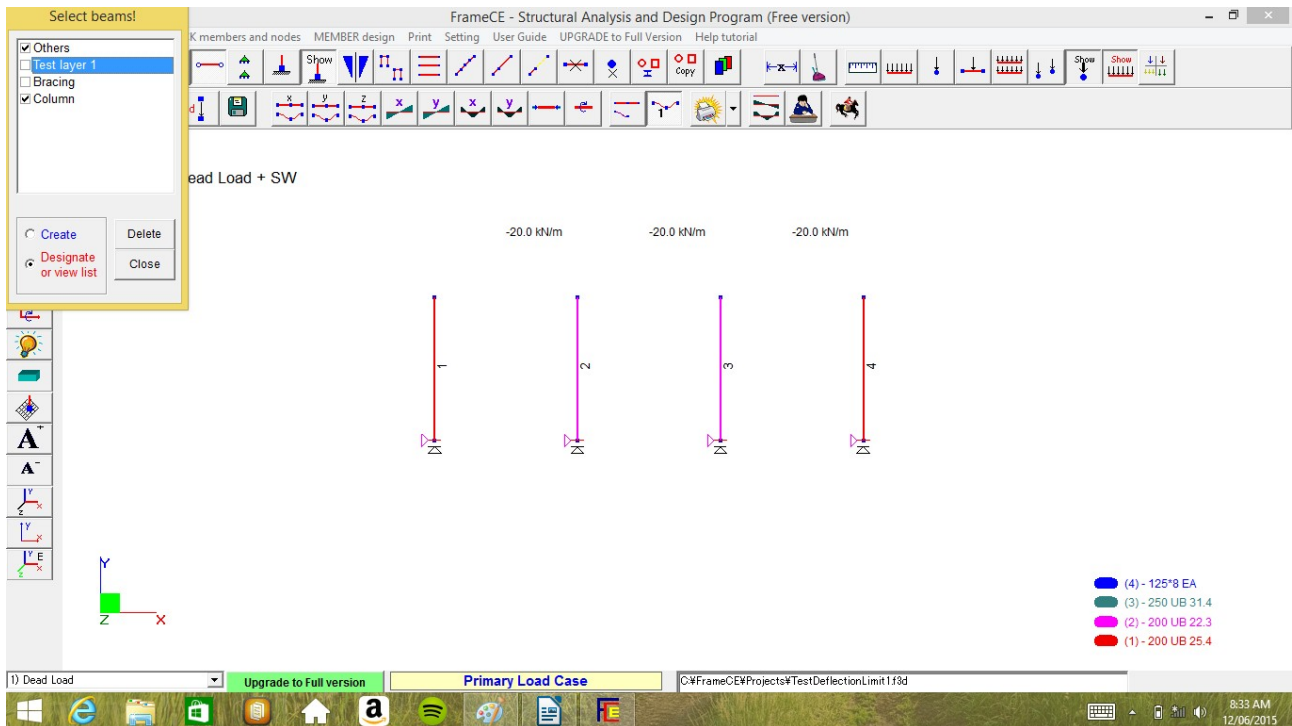 Select beams!
FrameCE - Structural Analysis and Design Program (Free version)
K members and nodes MEMBER design Print Setting User Guide UPGRADE to Full Version Help tutorial
Others
Test layer 1
Bracing
Column
Create
Designate
or view list
Delete
Close
Show
Copy
x
Show
Show
d
x
y
z
x
y
x
y
1
ead Load + SW
-20.0 kN/m -20.0 kN/m -20.0 kN/m
1
2
3
4
A+
A-
Y
z
x
Y
x
Y E
z
x
Y
Z
X
(4) - 125*8 EA
(3) - 250 UB 31.4
(2) - 200 UB 22.3
(1) - 200 UB 25.4
1) Dead Load
Upgrade to Full version
Primary Load Case
C:¥FrameCE¥Projects¥TestDeflectionLimit1.f3d
a
FE
8:33 AM
12/06/2015